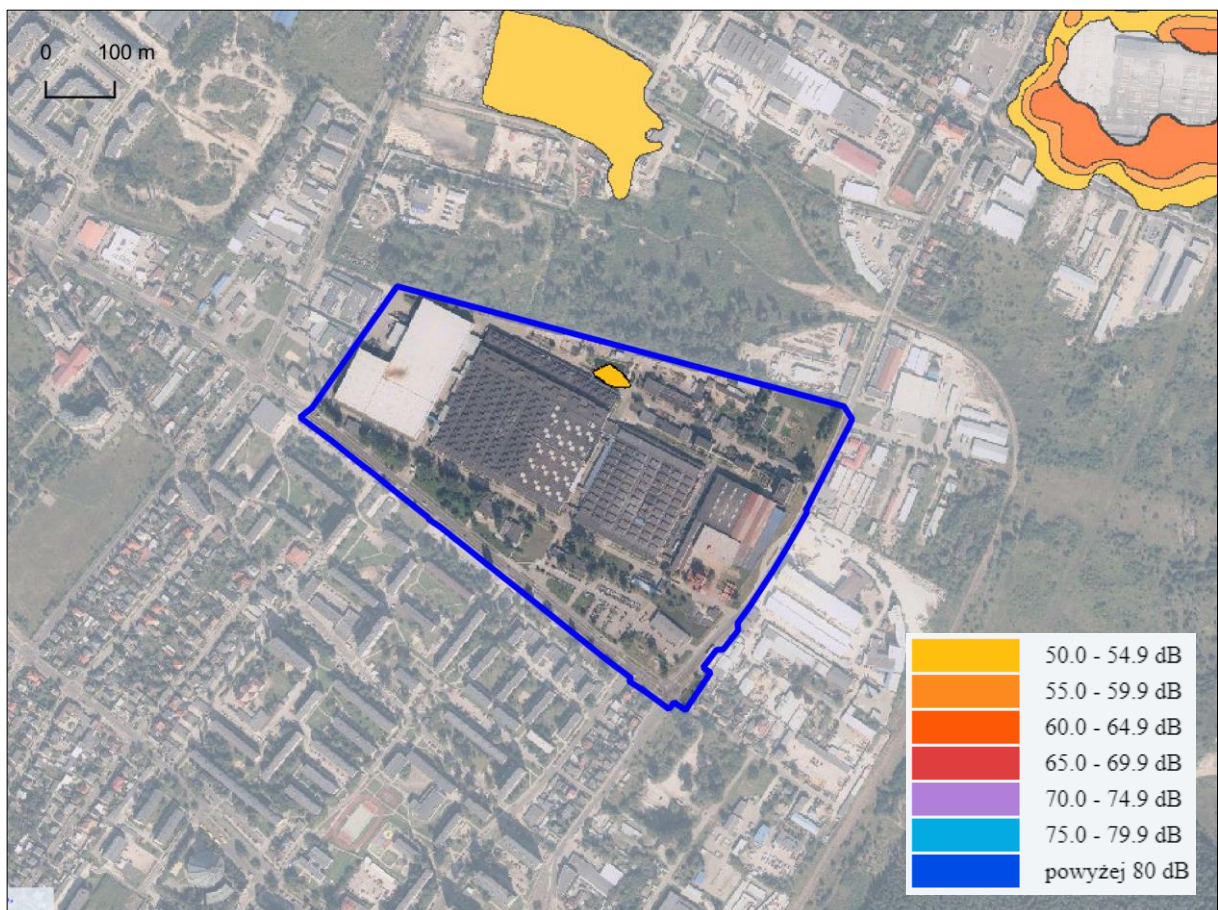 0 100 m
50.0 - 54.9 dB
55.0 - 59.9 dB
60.0 - 64.9 dB
65.0 - 69.9 dB
70.0 - 74.9 dB
75.0 - 79.9 dB
powyżej 80 dB